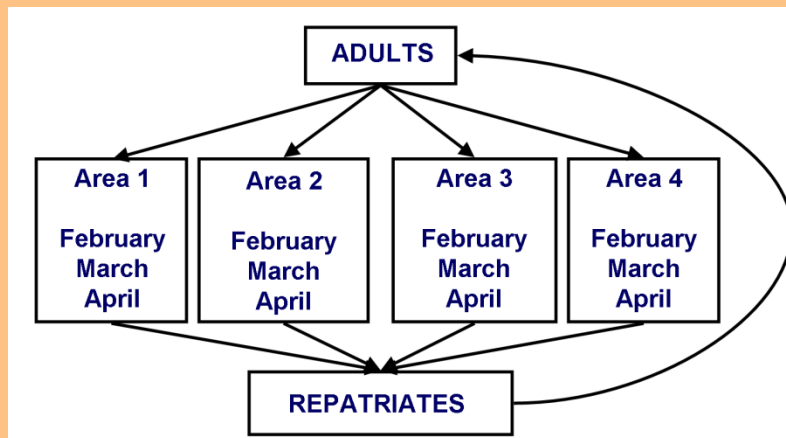 ADULTS
Area 1
February
March
April
Area 2
February
March
April
Area 3
February
March
April
Area 4
February
March
April
REPATRIATES